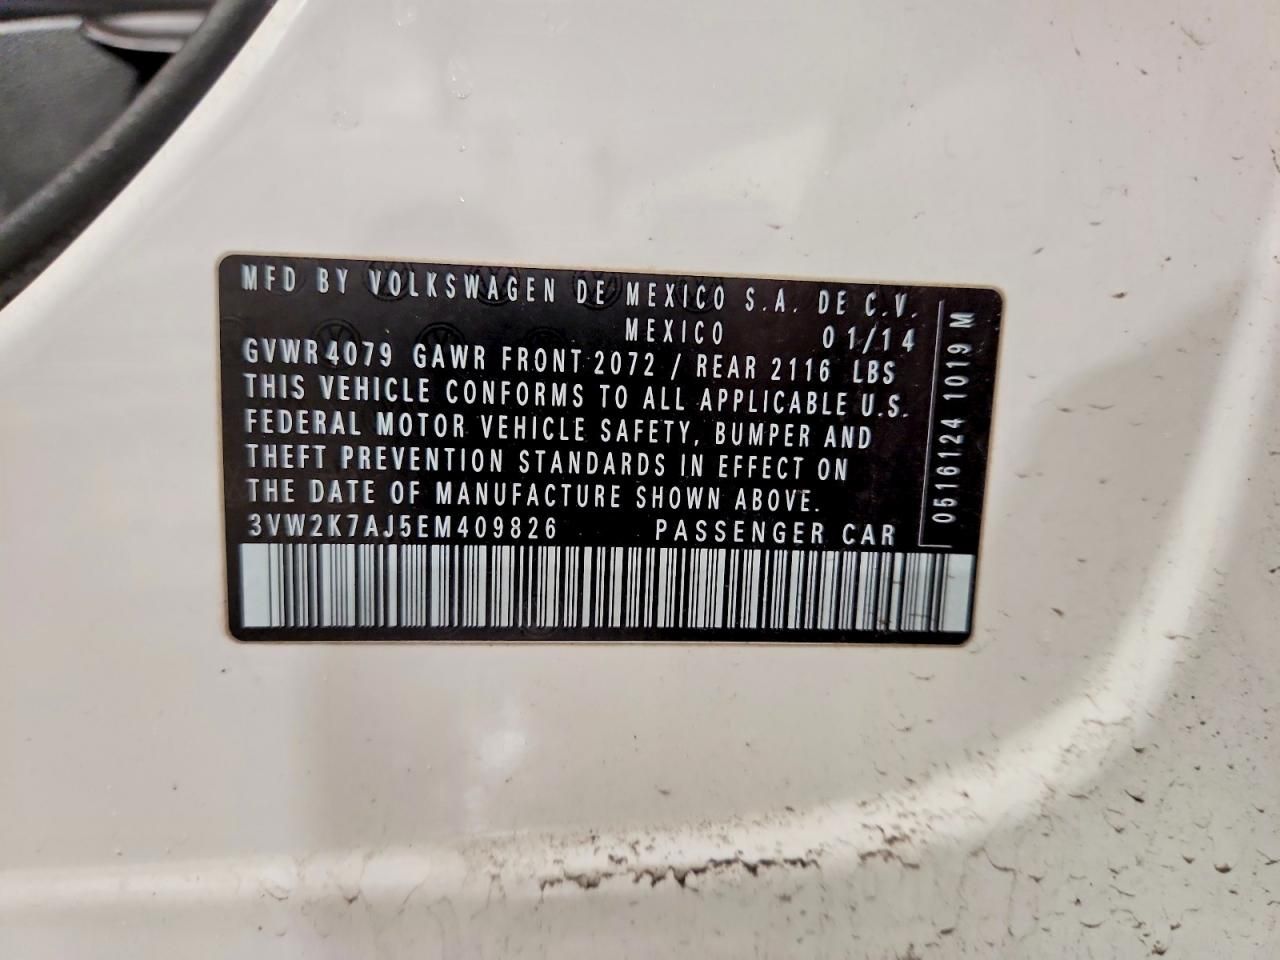 MFD BY VOLKSWAGEN DE MEXICO S.A. DE C.V.
MEXICO 01/14
GVWR 4079 GAWR FRONT 2072 / REAR 2116 LBS
THIS VEHICLE CONFORMS TO ALL APPLICABLE U.S.
FEDERAL MOTOR VEHICLE SAFETY, BUMPER AND
THEFT PREVENTION STANDARDS IN EFFECT ON
THE DATE OF MANUFACTURE SHOWN ABOVE.
3VW2K7AJ5EM409826 PASSENGER CAR
0516124 1019 M